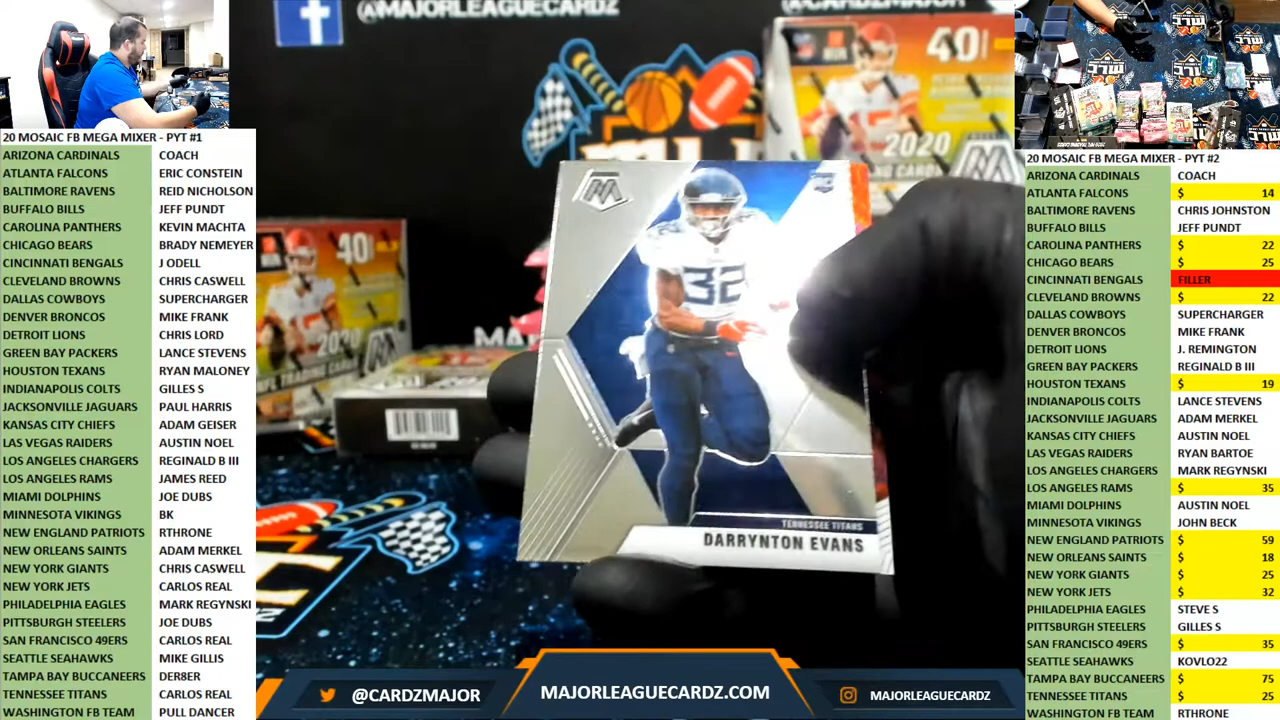 20 MOSAIC FB MEGA MIXER - PYT #1
ARIZONA CARDINALS COACH
ATLANTA FALCONS ERIC CONSTEIN
BALTIMORE RAVENS REID NICHOLSON
BUFFALO BILLS JEFF PUNDT
CAROLINA PANTHERS KEVIN MACHTA
CHICAGO BEARS BRADY NEMEYER
CINCINNATI BENGALS J ODELL
CLEVELAND BROWNS CHRIS CASWELL
DALLAS COWBOYS SUPERCHARGER
DENVER BRONCOS MIKE FRANK
DETROIT LIONS CHRIS LORD
GREEN BAY PACKERS LANCE STEVENS
HOUSTON TEXANS RYAN MALONEY
INDIANAPOLIS COLTS GILLES S
JACKSONVILLE JAGUARS PAUL HARRIS
KANSAS CITY CHIEFS ADAM GEISER
LAS VEGAS RAIDERS AUSTIN NOEL
LOS ANGELES CHARGERS REGINALD B III
LOS ANGELES RAMS JAMES REED
MIAMI DOLPHINS JOE DUBS
MINNESOTA VIKINGS BK
NEW ENGLAND PATRIOTS RTHRONE
NEW ORLEANS SAINTS ADAM MERKEL
NEW YORK GIANTS CHRIS CASWELL
NEW YORK JETS CARLOS REAL
PHILADELPHIA EAGLES MARK REGYNSKI
PITTSBURGH STEELERS JOE DUBS
SAN FRANCISCO 49ERS CARLOS REAL
SEATTLE SEAHAWKS MIKE GILLIS
TAMPA BAY BUCCANEERS DER8ER
TENNESSEE TITANS CARLOS REAL
WASHINGTON FB TEAM PULL DANCER
@MAJORLEAGUECARDZ
@CARDZMAJOR
40
2020
40
2020
M
32
TENNESSEE TITANS
DARRYNTON EVANS
@CARDZMAJOR
MAJORLEAGUECARDZ.COM
MAJORLEAGUECARDZ
20 MOSAIC FB MEGA MIXER - PYT #2
ARIZONA CARDINALS COACH
ATLANTA FALCONS $ 14
BALTIMORE RAVENS CHRIS JOHNSTON
BUFFALO BILLS JEFF PUNDT
CAROLINA PANTHERS $ 22
CHICAGO BEARS $ 25
CINCINNATI BENGALS FILLER
CLEVELAND BROWNS $ 22
DALLAS COWBOYS SUPERCHARGER
DENVER BRONCOS MIKE FRANK
DETROIT LIONS J. REMINGTON
GREEN BAY PACKERS REGINALD B III
HOUSTON TEXANS $ 19
INDIANAPOLIS COLTS LANCE STEVENS
JACKSONVILLE JAGUARS ADAM MERKEL
KANSAS CITY CHIEFS AUSTIN NOEL
LAS VEGAS RAIDERS RYAN BARTOE
LOS ANGELES CHARGERS MARK REGYNSKI
LOS ANGELES RAMS $ 35
MIAMI DOLPHINS AUSTIN NOEL
MINNESOTA VIKINGS JOHN BECK
NEW ENGLAND PATRIOTS $ 59
NEW ORLEANS SAINTS $ 18
NEW YORK GIANTS $ 25
NEW YORK JETS $ 32
PHILADELPHIA EAGLES STEVE S
PITTSBURGH STEELERS GILLES S
SAN FRANCISCO 49ERS $ 35
SEATTLE SEAHAWKS KOVLO22
TAMPA BAY BUCCANEERS $ 75
TENNESSEE TITANS $ 25
WASHINGTON FB TEAM RTHRONE